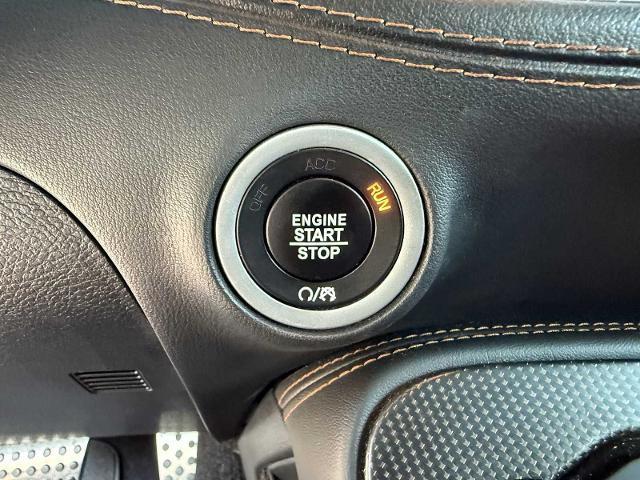 OFF
ACC
RUN
ENGINE
START
STOP